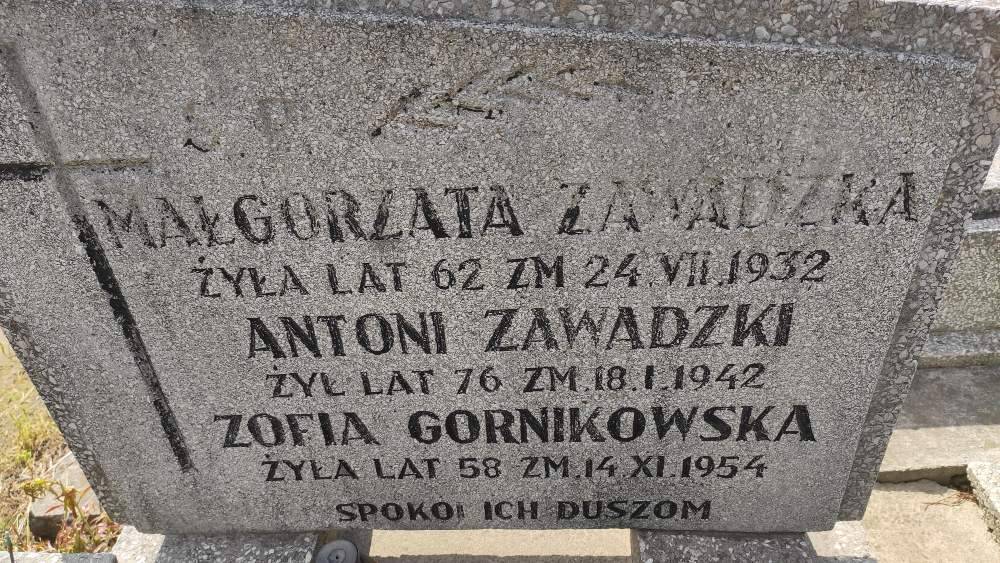 Ś P
MAŁGORZATA ZAWADZKA
ŻYŁA LAT 62 ZM 24.VII.1932
ANTONI ZAWADZKI
ŻYŁ LAT 76 ZM.18.I.1942
ZOFIA GORNIKOWSKA
ŻYŁA LAT 58 ZM.14.XI.1954
SPOKOJ ICH DUSZOM